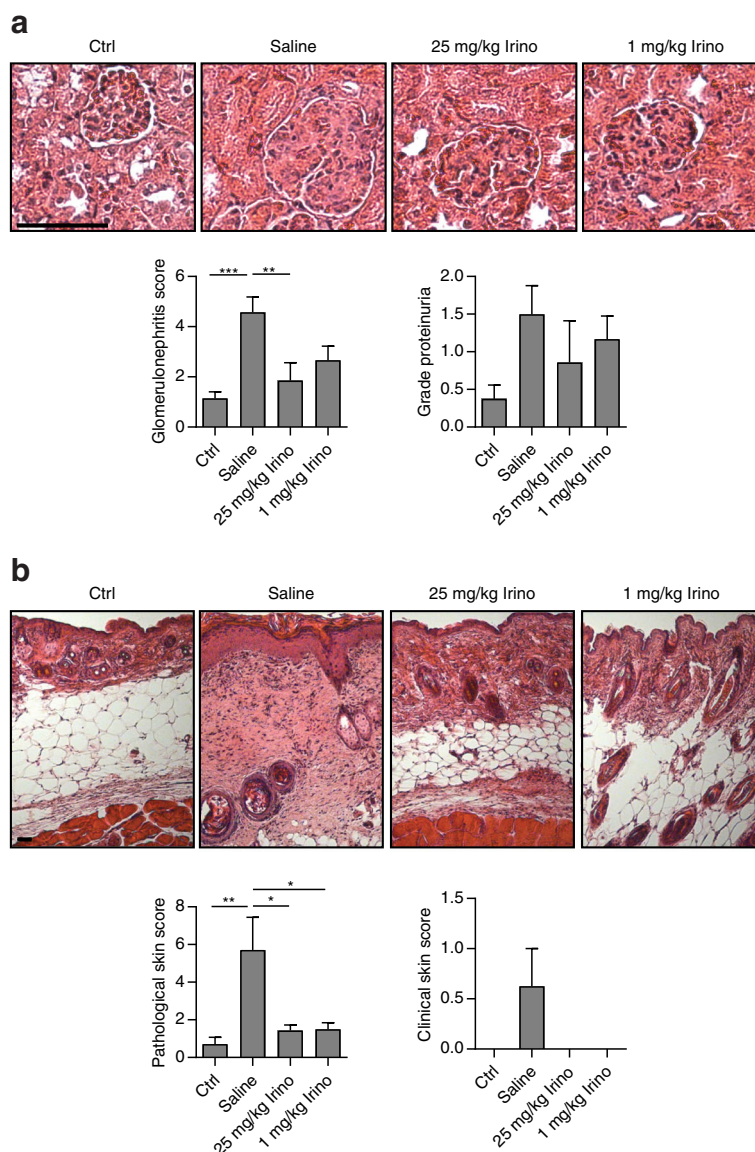 a
Ctrl Saline 25 mg/kg Irino 1 mg/kg Irino
Glomerulonephritis score
6
4
2
0
*** **
Ctrl
Saline
25 mg/kg Irino
1 mg/kg Irino
Grade proteinuria
2.0
1.5
1.0
0.5
0.0
Ctrl
Saline
25 mg/kg Irino
1 mg/kg Irino
b
Ctrl Saline 25 mg/kg Irino 1 mg/kg Irino
Pathological skin score
8
6
4
2
0
*
** *
Ctrl
Saline
25 mg/kg Irino
1 mg/kg Irino
Clinical skin score
1.5
1.0
0.5
0.0
Ctrl
Saline
25 mg/kg Irino
1 mg/kg Irino